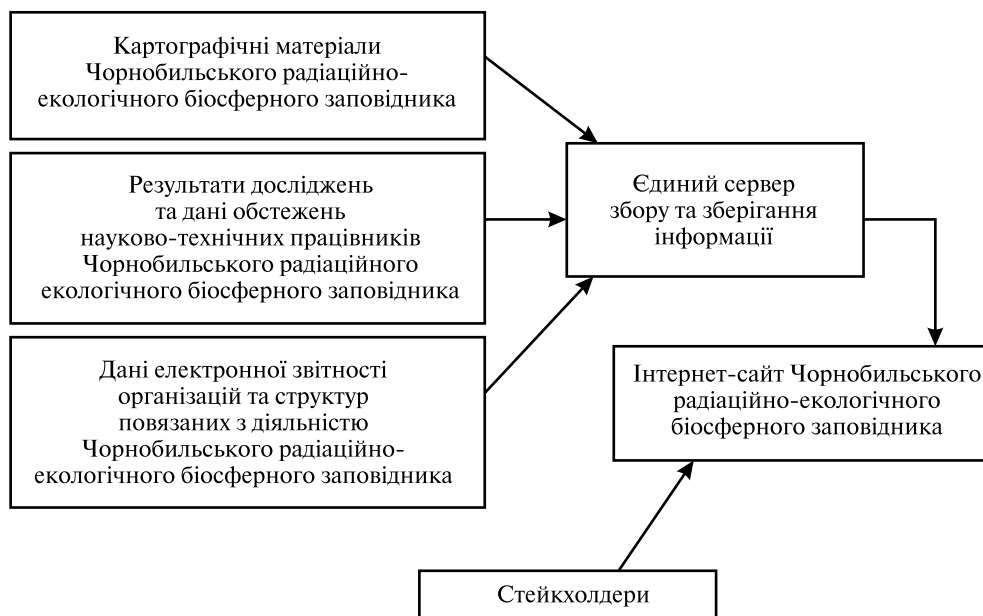 Картографічні матеріали
Чорнобильського радіаційно-
екологічного біосферного заповідника
Результати досліджень
та дані обстежень
науково-технічних працівників
Чорнобильського радіаційного
екологічного біосферного заповідника
Дані електронної звітності
організацій та структур
повязаних з діяльністю
Чорнобильського радіаційно-
екологічного біосферного заповідника
Єдиний сервер
збору та зберігання
інформації
Інтернет-сайт Чорнобильського
радіаційно-екологічного
біосферного заповідника
Стейкхолдери